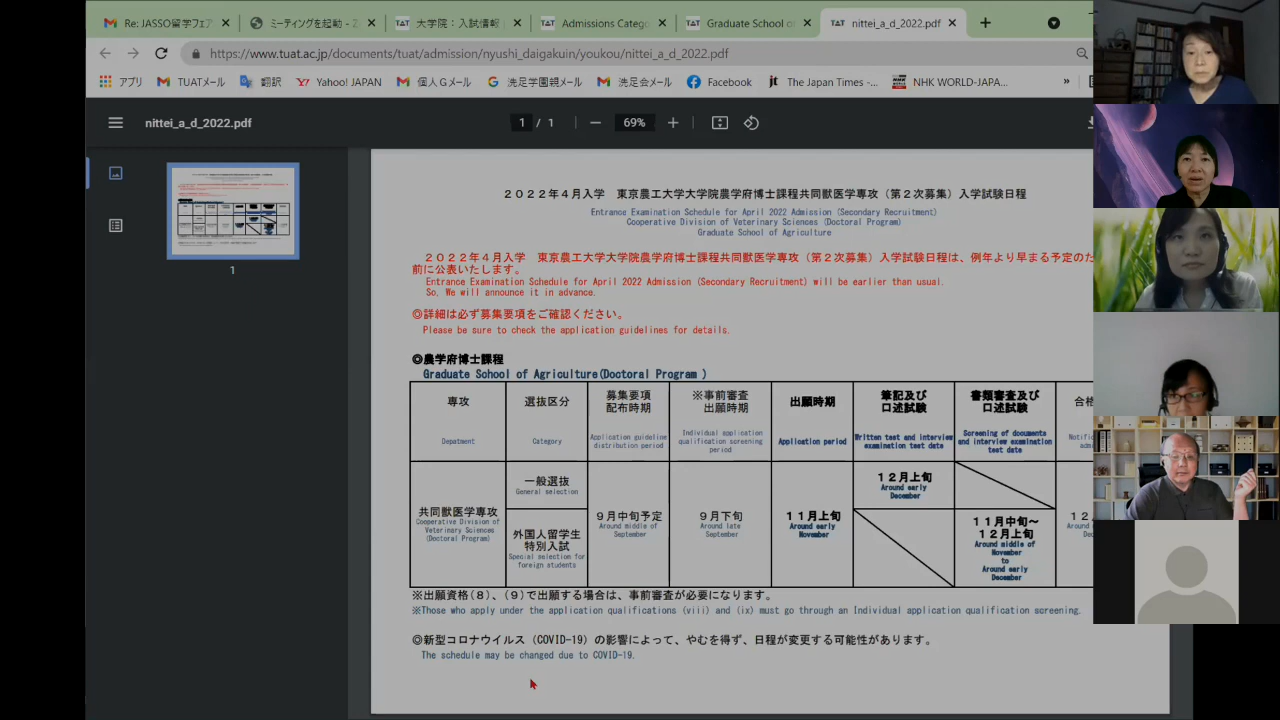 Re: JASSO留学フェア
ミーティングを起動 - Z
大学院：入試情報
Admissions Categ
Graduate School o
nittei_a_d_2022.pdf
https://www.tuat.ac.jp/documents/tuat/admission/nyushi_daigakuin/youkou/nittei_a_d_2022.pdf
アプリ
TUATメール
翻訳
Yahoo! JAPAN
個人Ｇメール
洗足学園親メール
洗足会メール
Facebook
The Japan Times -...
NHK WORLD-JAPA...
»
nittei_a_d_2022.pdf
1 / 1
69%
1
２０２２年４月入学　東京農工大学大学院農学府博士課程共同獣医学専攻（第２次募集）入学試験日程
Entrance Examination Schedule for April 2022 Admission (Secondary Recruitment)
Cooperative Division of Veterinary Sciences (Doctoral Program)
Graduate School of Agriculture
２０２２年４月入学　東京農工大学大学院農学府博士課程共同獣医学専攻（第２次募集）入学試験日程は、例年より早まる予定のた
前に公表いたします。
Entrance Examination Schedule for April 2022 Admission (Secondary Recruitment) will be earlier than usual.
So, We will announce it in advance.
◎詳細は必ず募集要項をご確認ください。
Please be sure to check the application guidelines for details.
◎農学府博士課程
Graduate School of Agriculture(Doctoral Program )
専攻
Depatment
選抜区分
Category
募集要項
配布時期
Application guideline
distribution period
※事前審査
出願時期
Individual application
qualification screening
period
出願時期
Application period
筆記及び
口述試験
Written test and interview
examination test date
書類審査及び
口述試験
Screening of documents
and interview examination
test date
合格
Notific
adm
共同獣医学専攻
Cooperative Division of
Veterinary Sciences
(Doctoral Program)
一般選抜
General selection
外国人留学生
特別入試
Special selection for
foreign students
９月中旬予定
Around middle of
September
９月下旬
Around late
September
１１月上旬
Around early
November
１２月上旬
Around early
December
１１月中旬～
１２月上旬
Around middle of
November
to
Around early
December
１２
De
※出願資格（８）、（９）で出願する場合は、事前審査が必要になります。
※Those who apply under the application qualifications (viii) and (ix) must go through an Individual application qualification screening.
◎新型コロナウイルス（COVID-19）の影響によって、やむを得ず、日程が変更する可能性があります。
The schedule may be changed due to COVID-19.